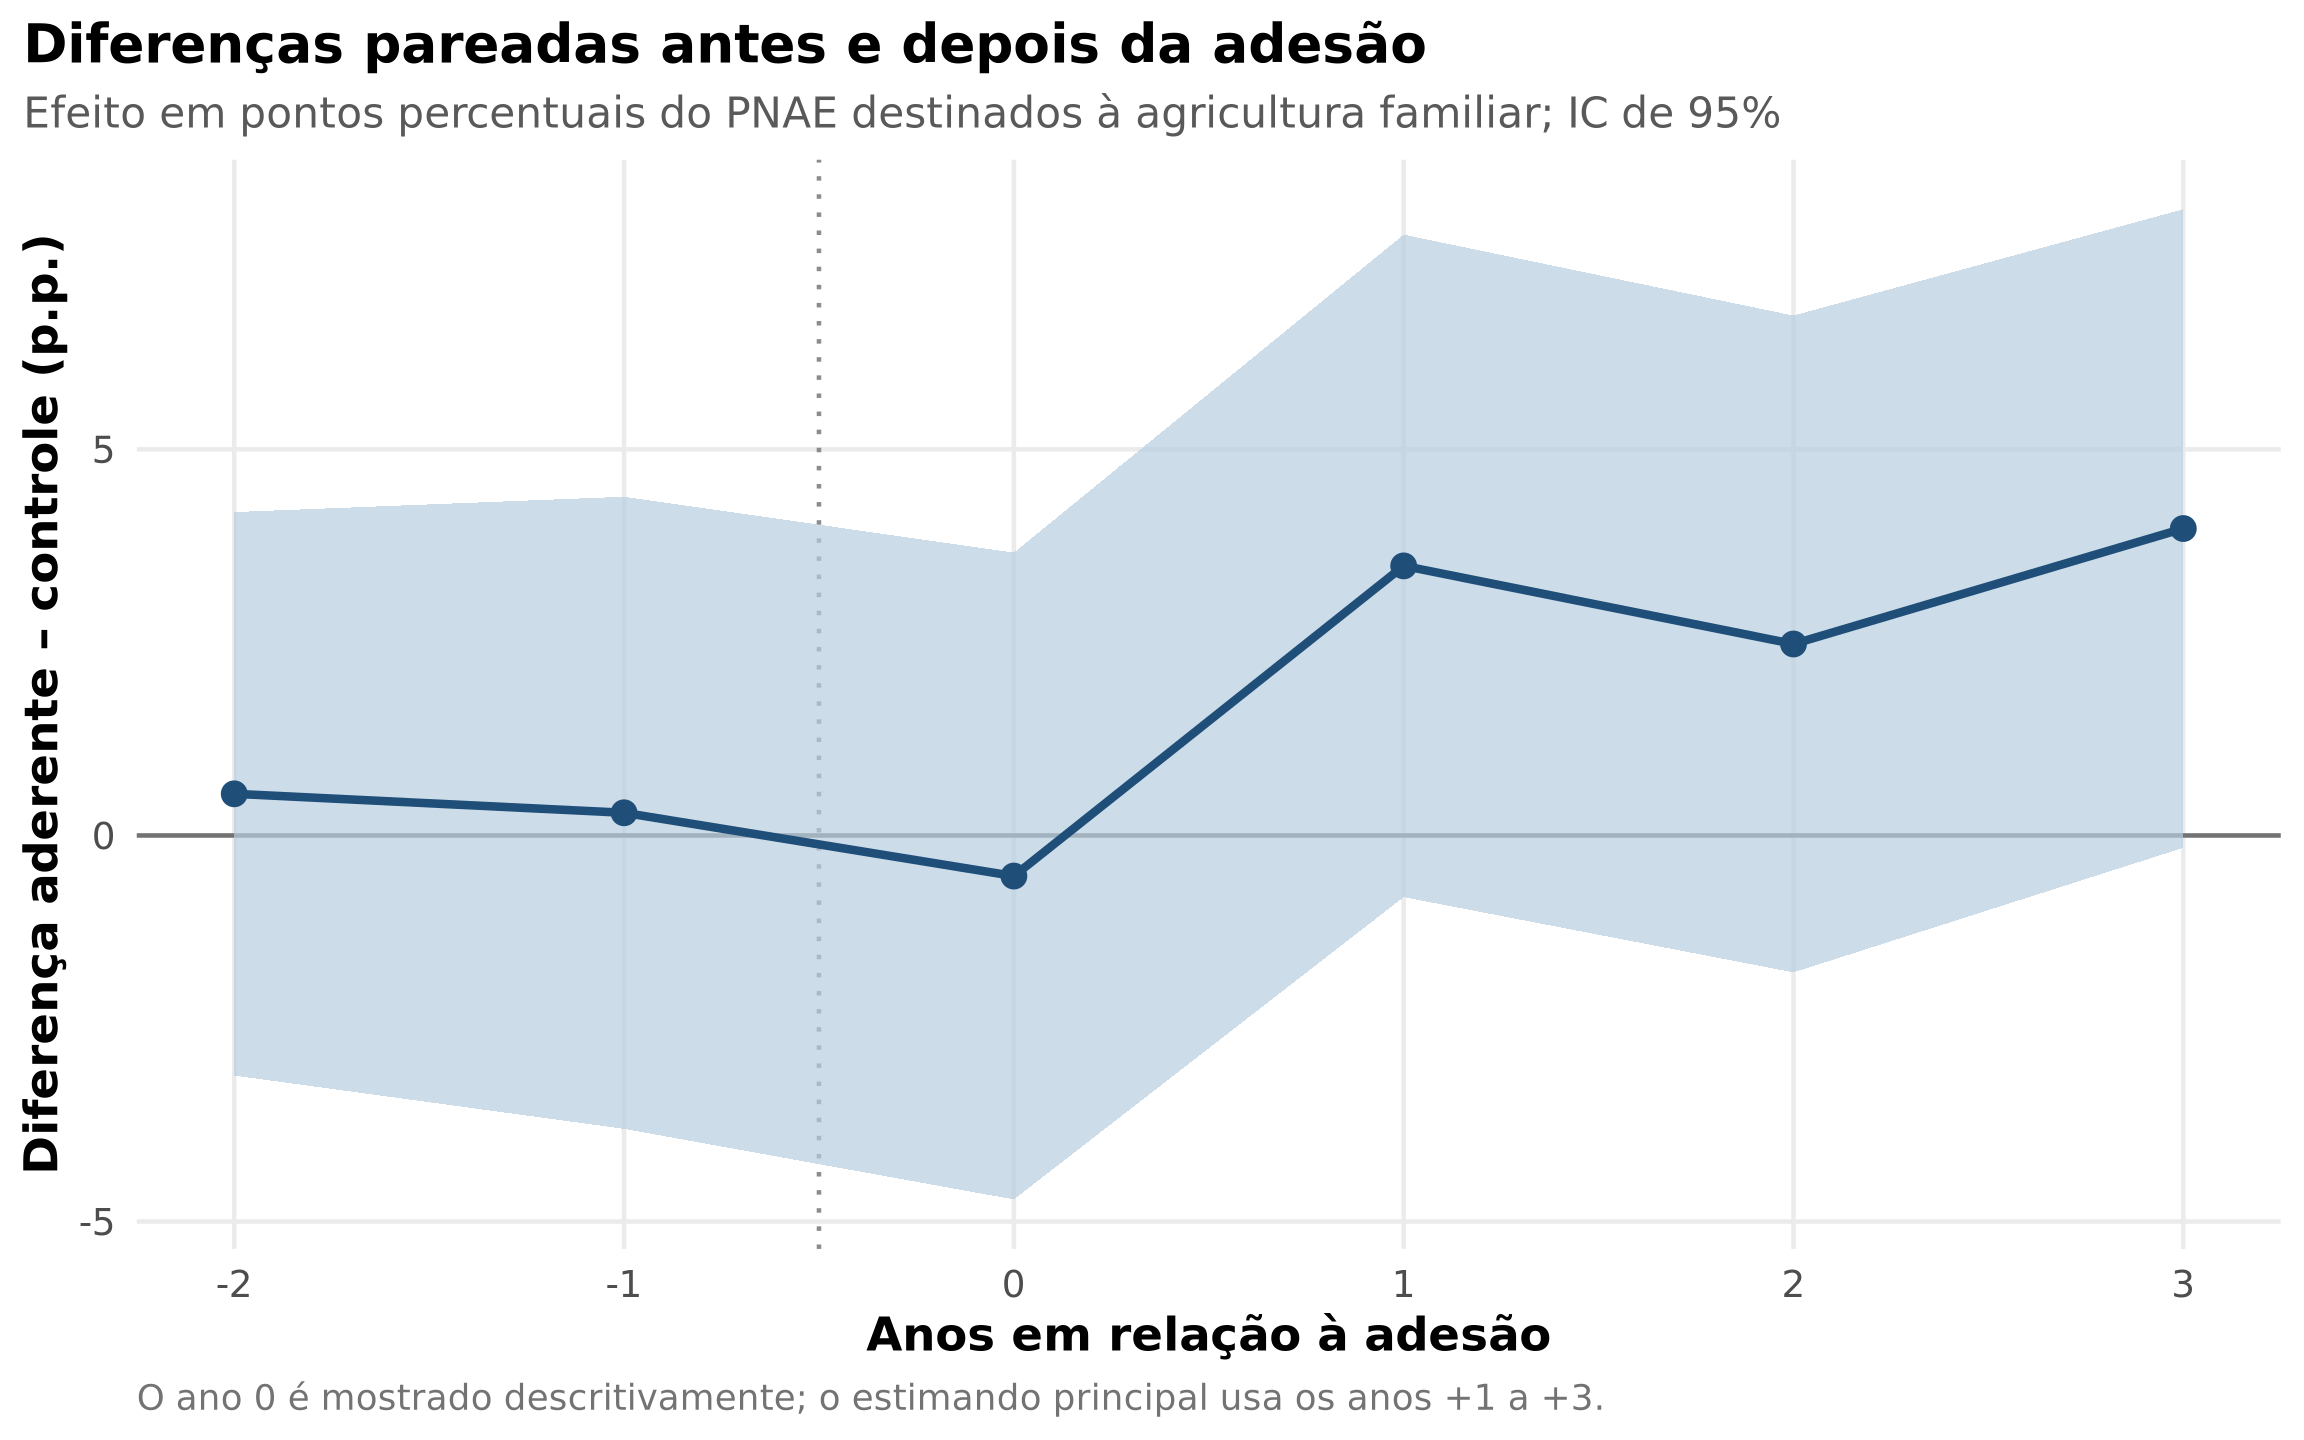 Diferenças pareadas antes e depois da adesão
Efeito em pontos percentuais do PNAE destinados à agricultura familiar; IC de 95%
Diferença aderente – controle (p.p.)
5
0
-5
-2 -1 0 1 2 3
Anos em relação à adesão
O ano 0 é mostrado descritivamente; o estimando principal usa os anos +1 a +3.